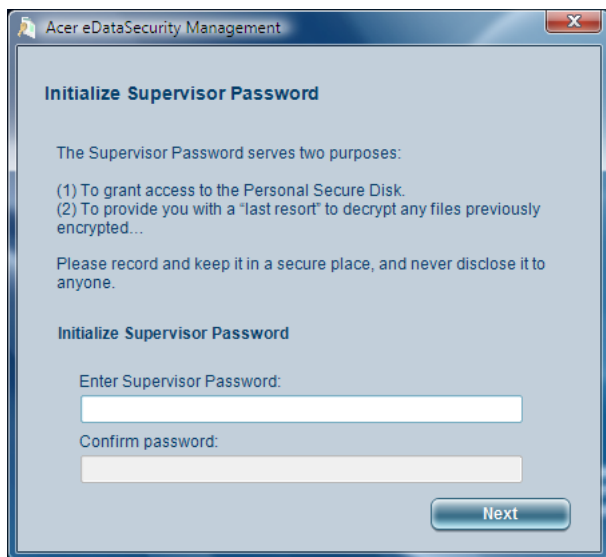 Acer eDataSecurity Management
Initialize Supervisor Password
The Supervisor Password serves two purposes:
(1) To grant access to the Personal Secure Disk.
(2) To provide you with a “last resort” to decrypt any files previously
encrypted...
Please record and keep it in a secure place, and never disclose it to
anyone.
Initialize Supervisor Password
Enter Supervisor Password:
Confirm password:
Next